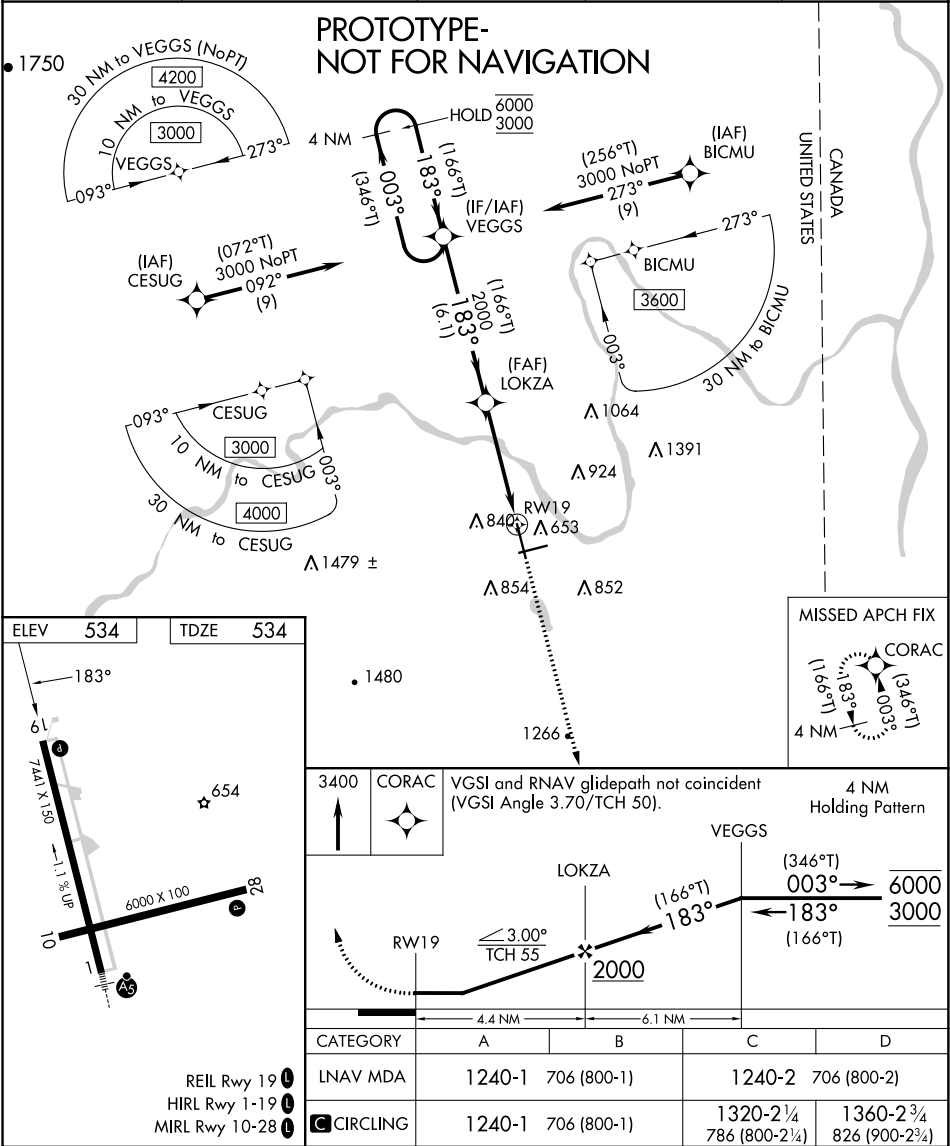 PROTOTYPE-
NOT FOR NAVIGATION
1750
30 NM to VEGGS (NoPT)
4200
10 NM to VEGGS
3000
VEGGS
093°
273°
4 NM
HOLD 6000
3000
183°
(166°T)
003°
(346°T)
(IF/IAF)
VEGGS
(256°T)
3000 NoPT
273°
(9)
(IAF)
BICMU
CANADA
UNITED STATES
(IAF)
CESUG
(072°T)
3000 NoPT
092°
(9)
273°
BICMU
3600
003°
30 NM to BICMU
(166°T)
2000
183°
(6.1)
(FAF)
LOKZA
093°
CESUG
3000
10 NM to CESUG
003°
4000
30 NM to CESUG
1064
1391
924
RW19
840
653
1479 ±
854
852
1480
1266
MISSED APCH FIX
CORAC
(166°T)
183°
003°
(346°T)
4 NM
ELEV 534
TDZE 534
183°
19
P
7441 X 150
654
1.1% UP
6000 X 100
28
P
10
1
A5
REIL Rwy 19 L
HIRL Rwy 1-19 L
MIRL Rwy 10-28 L
3400
CORAC
VGSI and RNAV glidepath not coincident
(VGSI Angle 3.70/TCH 50).
4 NM
Holding Pattern
VEGGS
LOKZA
(346°T)
003°
6000
183°
3000
(166°T)
(166°T)
183°
RW19
3.00°
TCH 55
2000
4.4 NM
6.1 NM
CATEGORY A B C D
LNAV MDA 1240-1 706 (800-1) 1240-2 706 (800-2)
C CIRCLING 1240-1 706 (800-1) 1320-2¼ 786 (800-2¼) 1360-2¾ 826 (900-2¾)